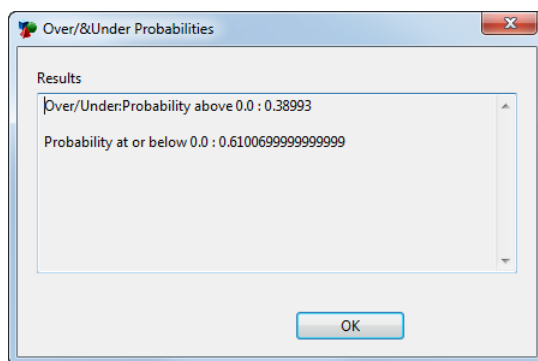 Over/&Under Probabilities
Results
Over/Under:Probability above 0.0 : 0.38993
Probability at or below 0.0 : 0.6100699999999999
OK